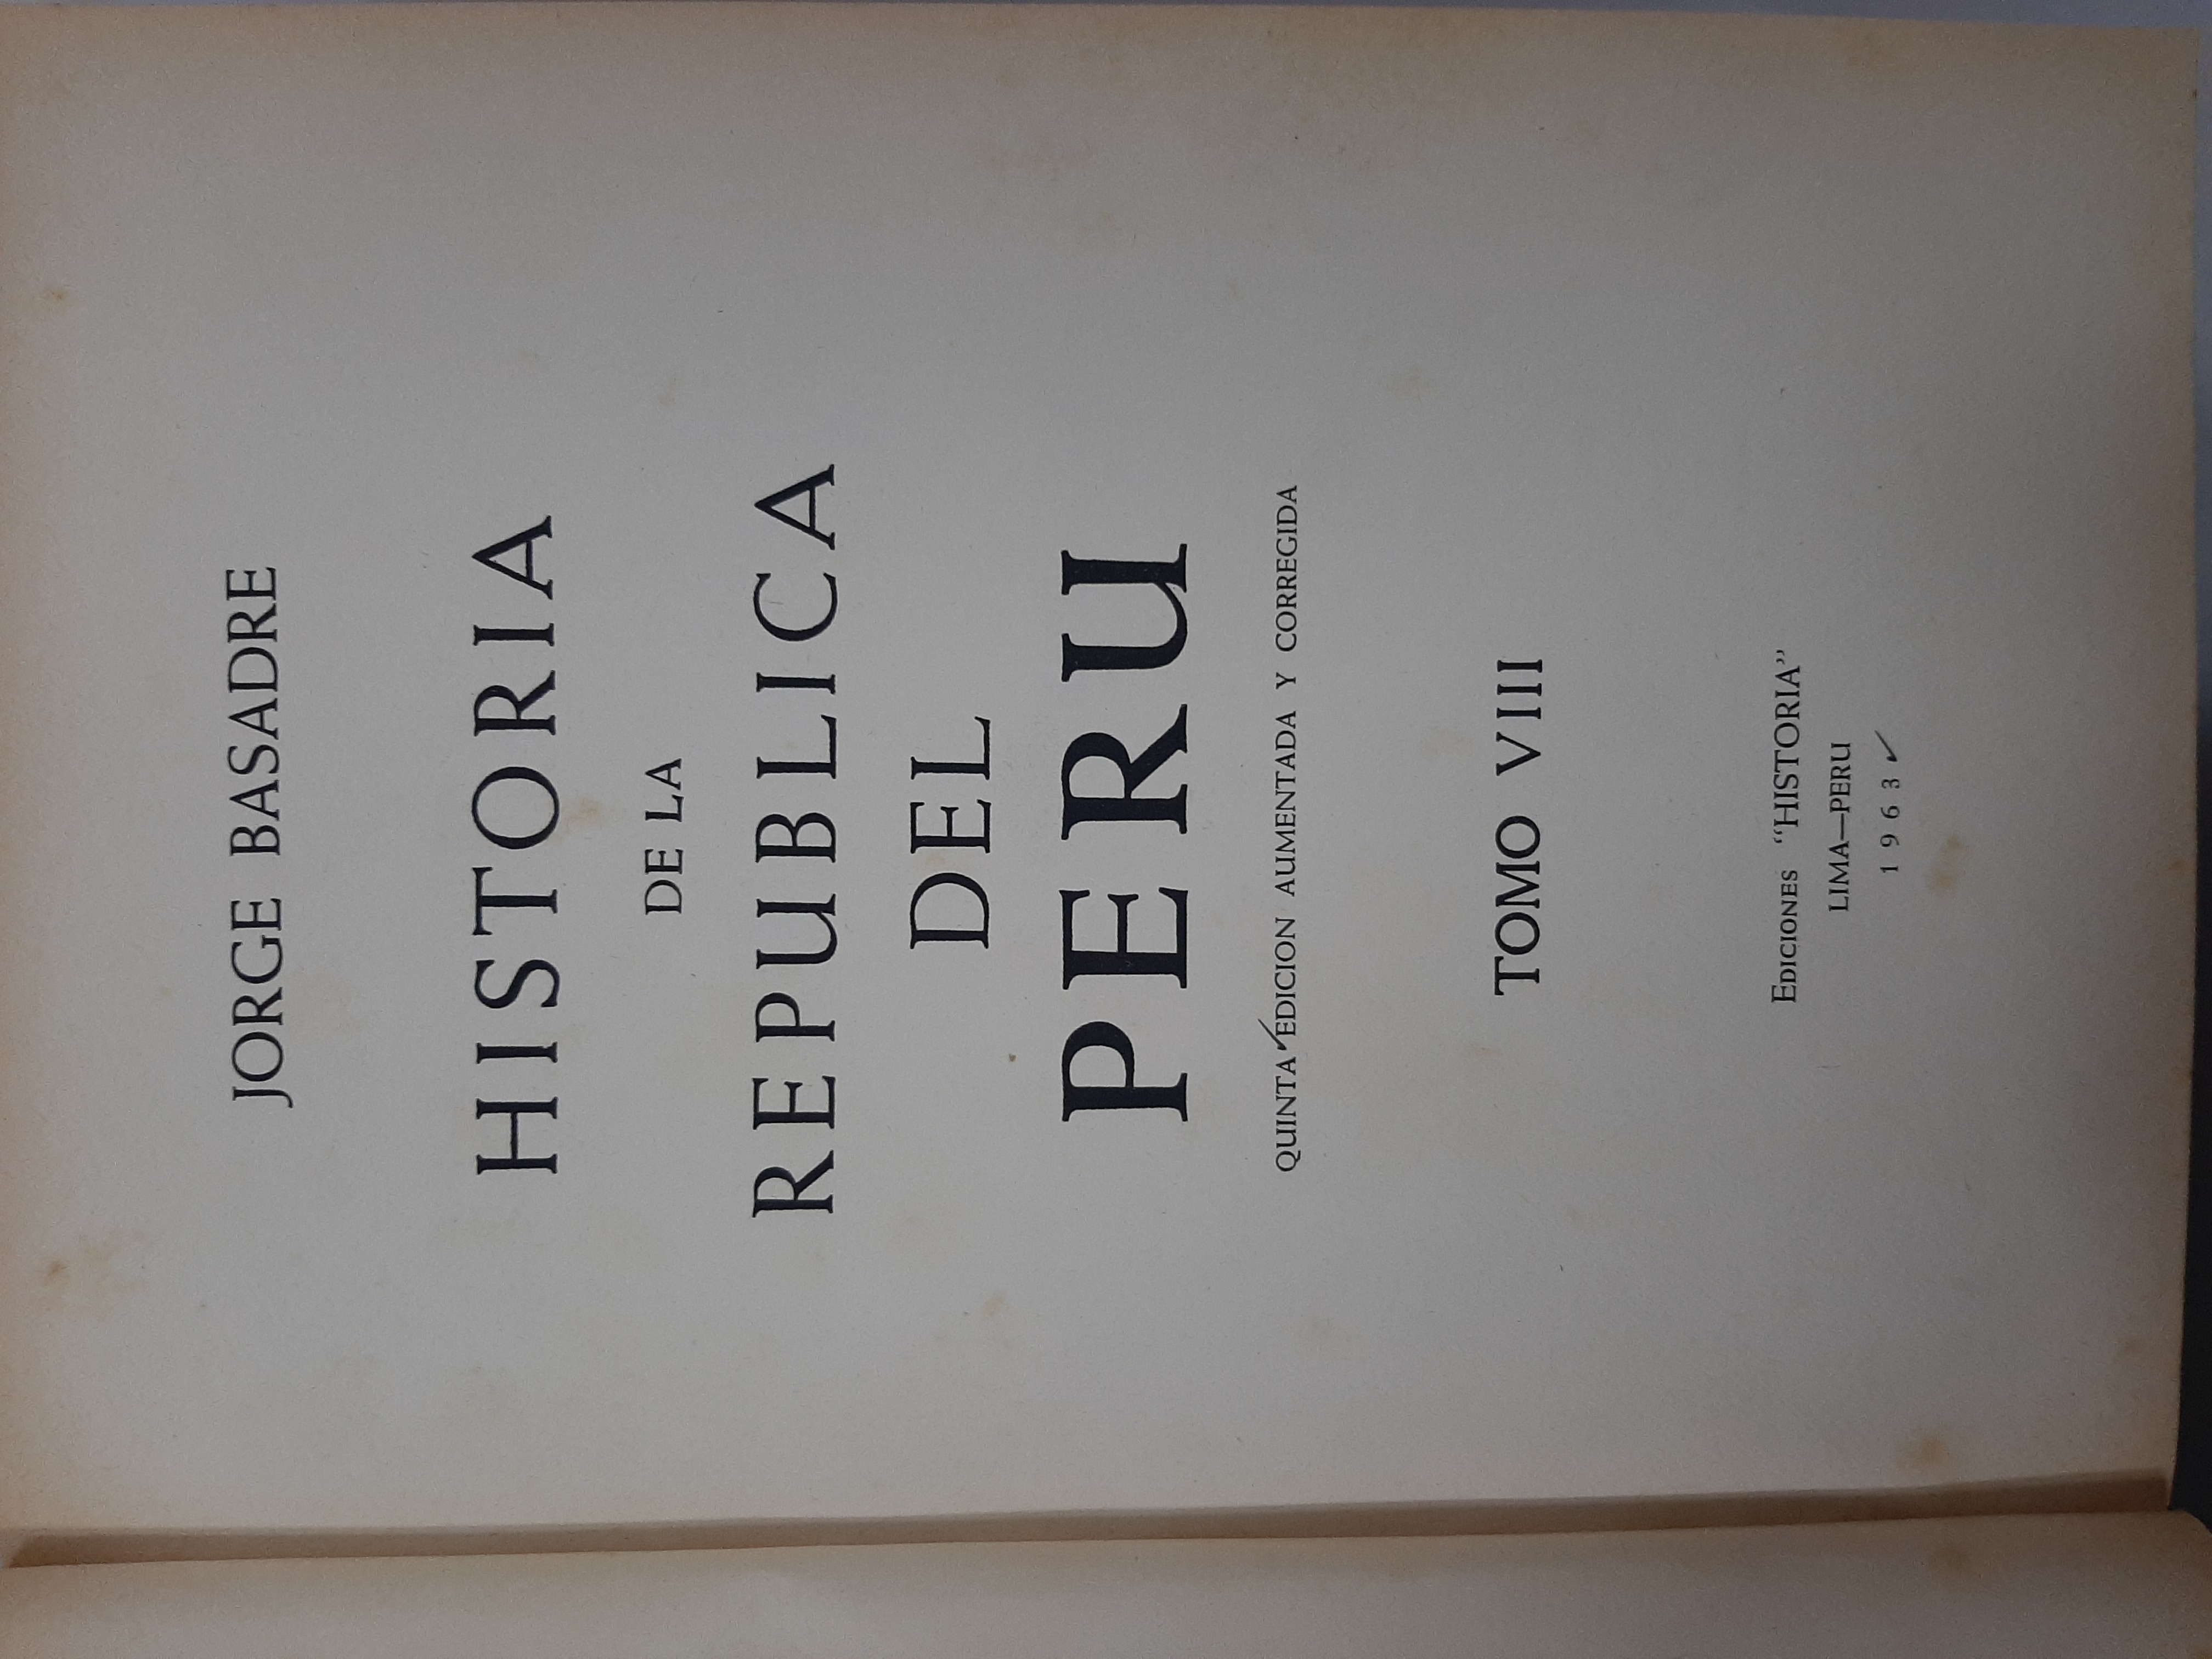 JORGE BASADRE
HISTORIA
DE LA
REPUBLICA
DEL
PERU
QUINTA EDICION AUMENTADA Y CORREGIDA
TOMO VIII
EDICIONES “HISTORIA”
LIMA—PERU
1963